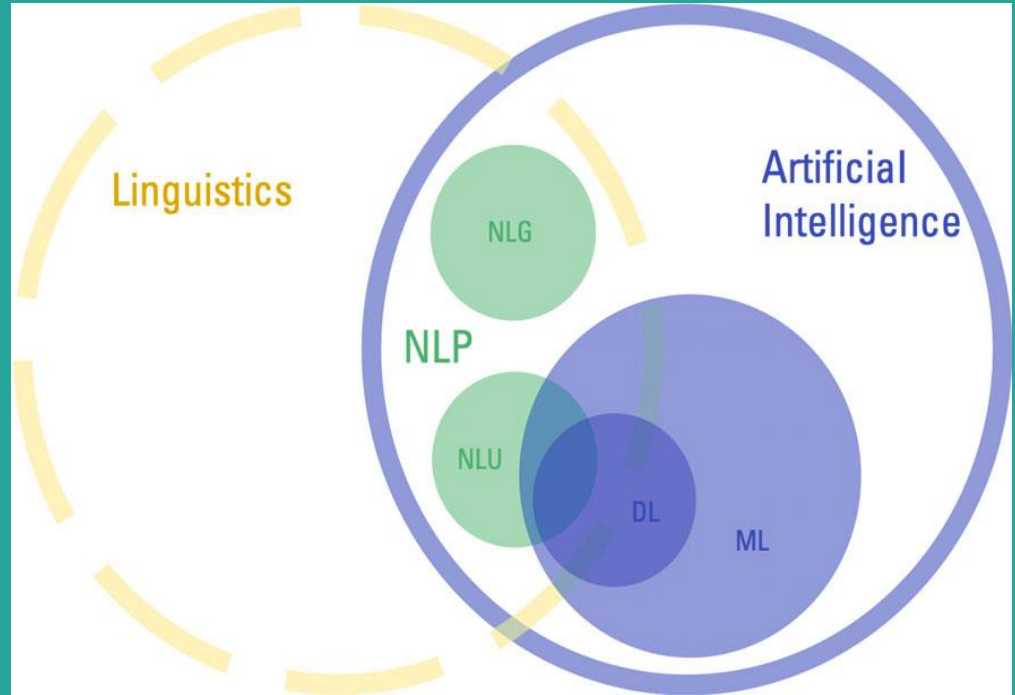 Linguistics
Artificial
Intelligence
NLG
NLP
NLU
DL
ML